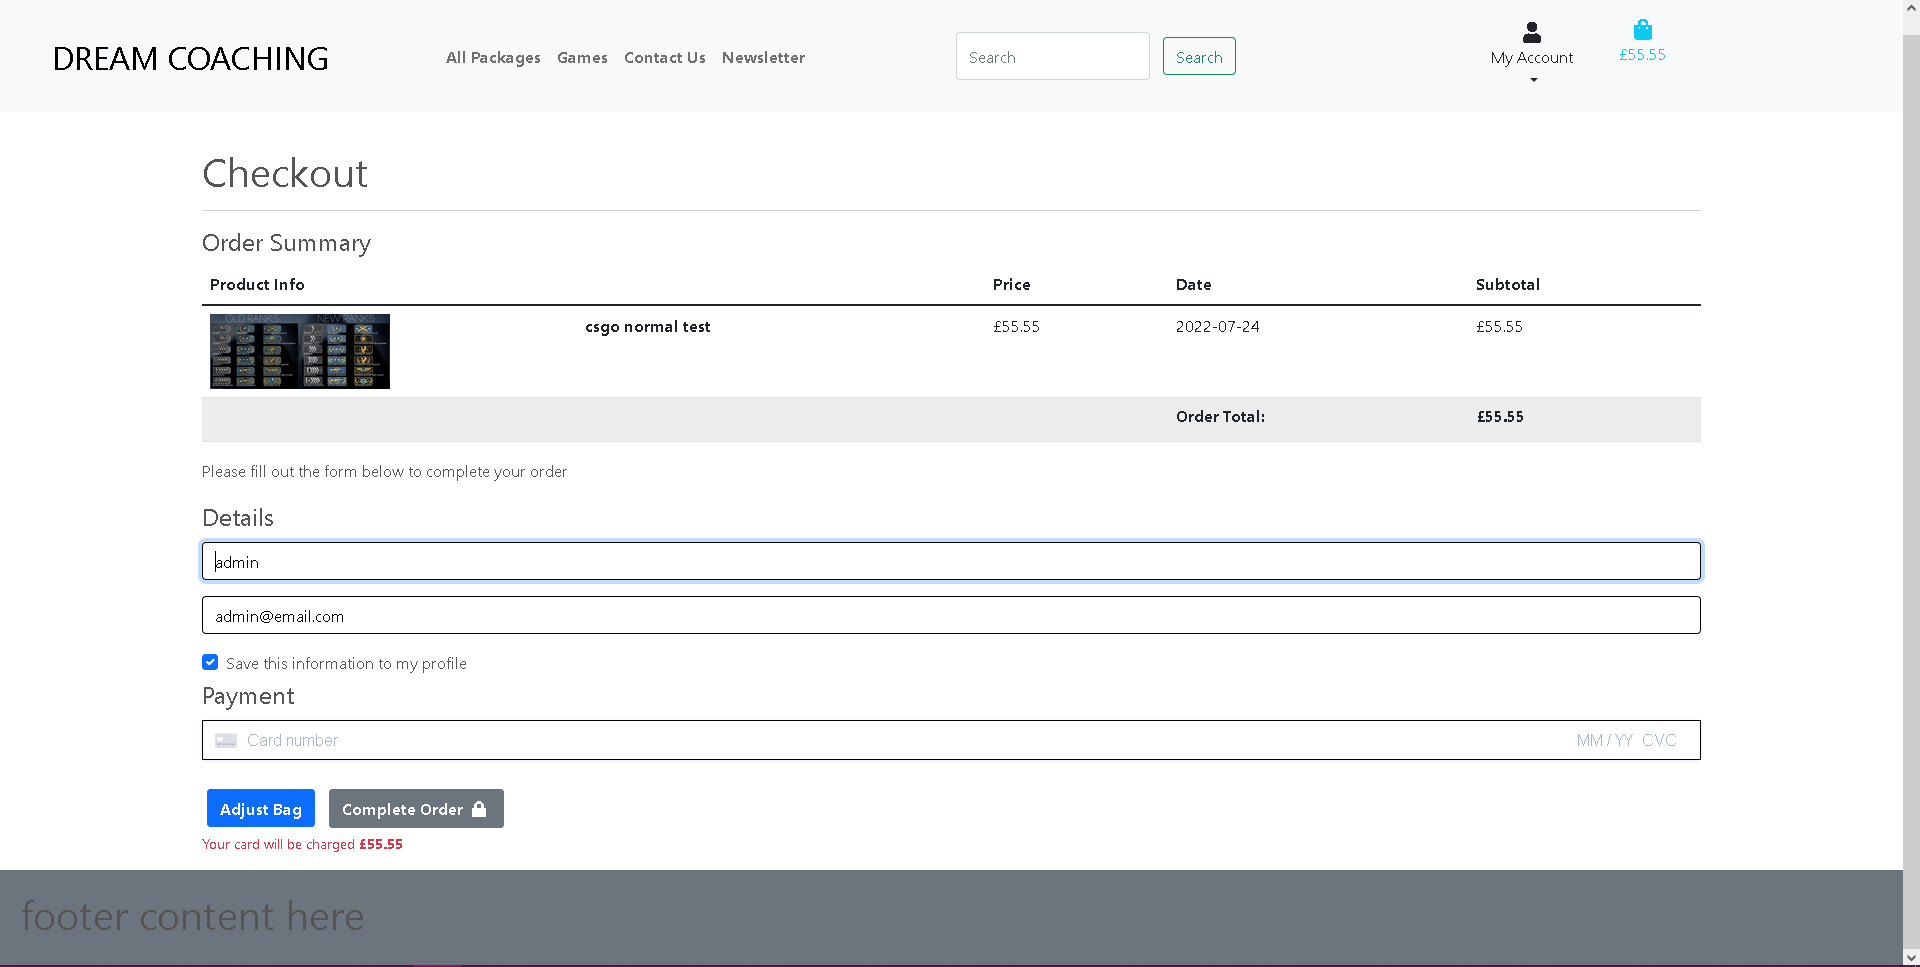 DREAM COACHING
All Packages Games Contact Us Newsletter
Search
Search
My Account
£55.55
Checkout
Order Summary
Product Info Price Date Subtotal
OLD RANKS NEW RANKS
csgo normal test £55.55 2022-07-24 £55.55
Order Total: £55.55
Please fill out the form below to complete your order
Details
admin
admin@email.com
Save this information to my profile
Payment
Card number MM / YY CVC
Adjust Bag Complete Order
Your card will be charged £55.55
footer content here